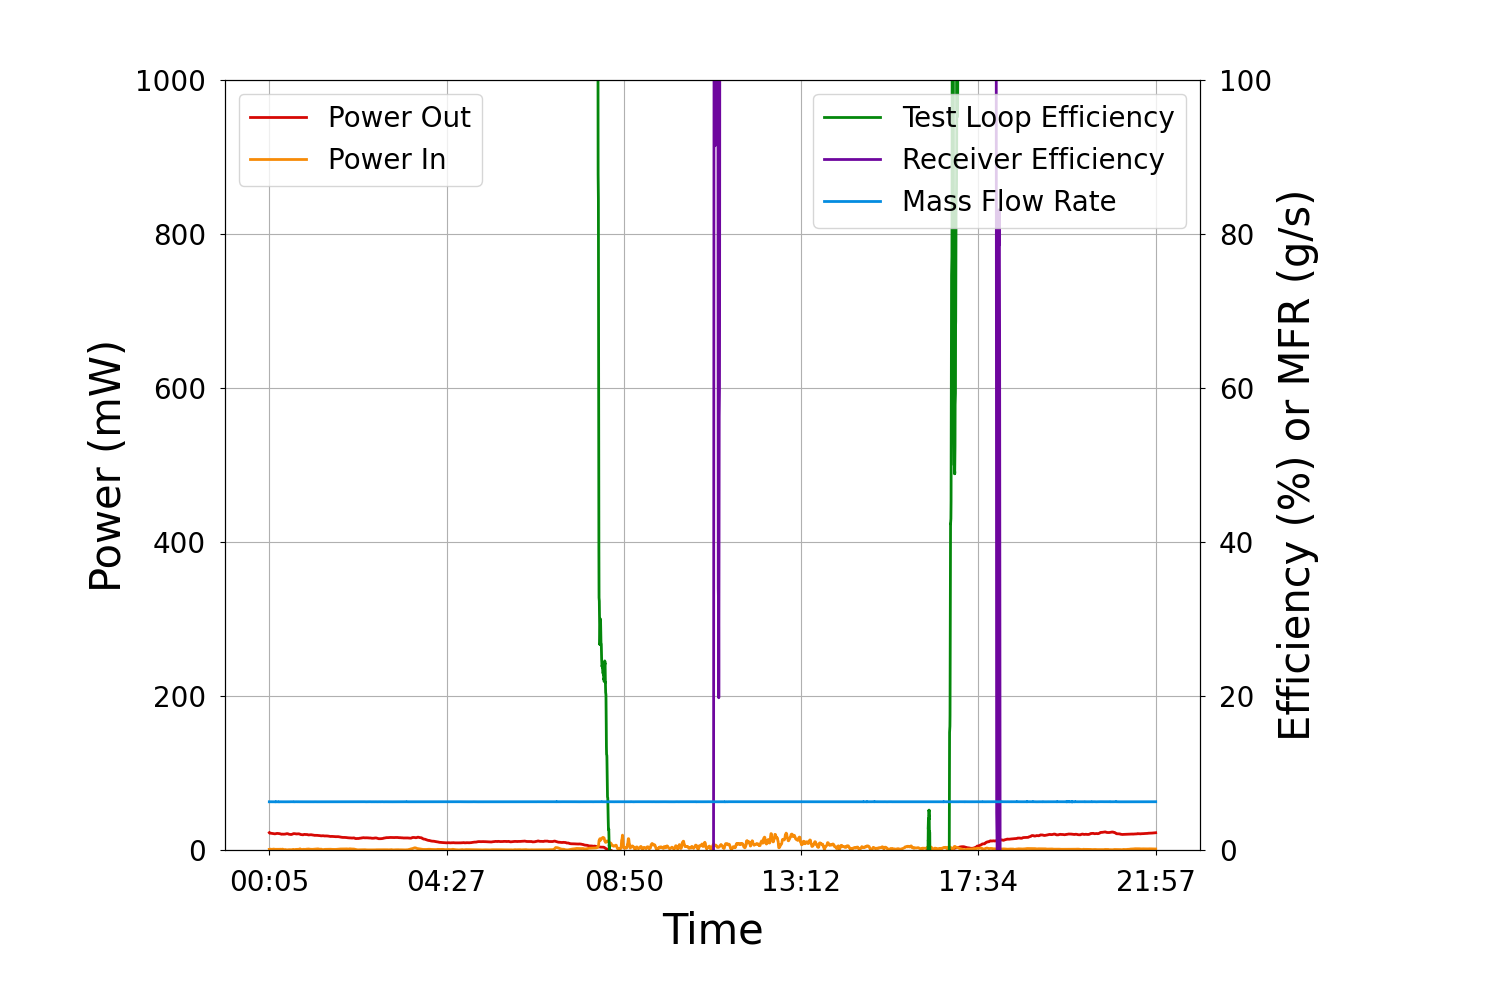 1000
800
600
400
200
0
Power (mW)
Power Out
Power In
Test Loop Efficiency
Receiver Efficiency
Mass Flow Rate
100
80
60
40
20
0
Efficiency (%) or MFR (g/s)
00:05 04:27 08:50 13:12 17:34 21:57
Time